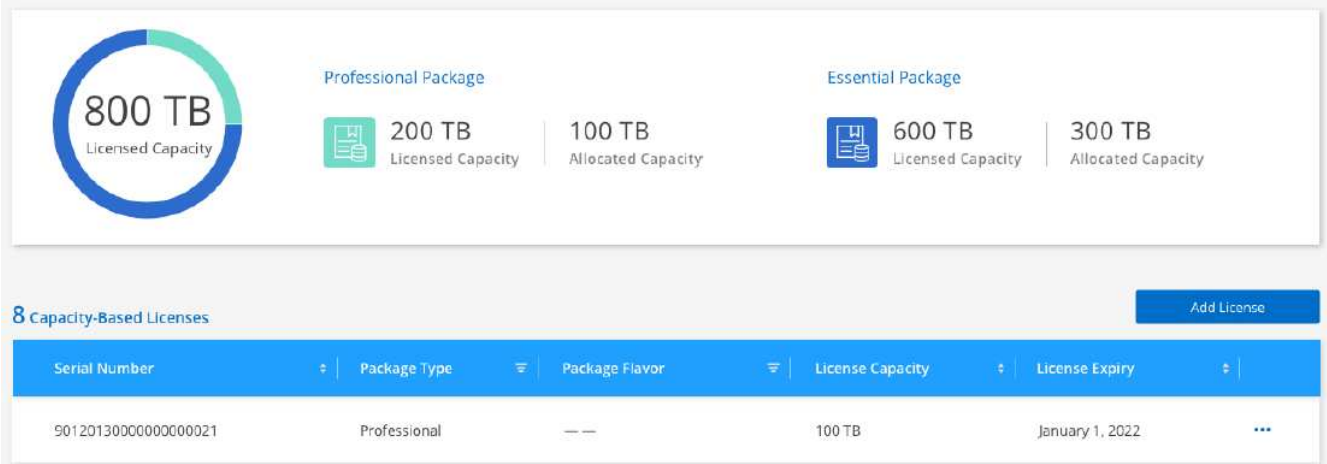 800 TB
Licensed Capacity
Professional Package
200 TB
Licensed Capacity
100 TB
Allocated Capacity
Essential Package
600 TB
Licensed Capacity
300 TB
Allocated Capacity
8 Capacity-Based Licenses
Add License
Serial Number Package Type Package Flavor License Capacity License Expiry
90120130000000000021 Professional — — 100 TB January 1, 2022 ...